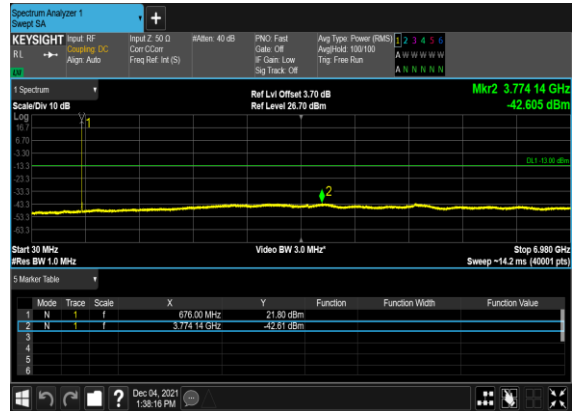 Spectrum Analyzer 1
Swept SA
+
KEYSIGHT Input: RF Input Z: 50 Ω #Atten: 40 dB PNO: Fast Avg Type: Power (RMS) 1 2 3 4 5 6
RL Coupling: DC Corr CCorr Gate: Off Avg|Hold: 100/100 A W W W W W
Align: Auto Freq Ref: Int (S) IF Gain: Low Trig: Free Run
LW Sig Track: Off A N N N N N
1 Spectrum Ref Lvl Offset 3.70 dB Mkr2 3.774 14 GHz
Scale/Div 10 dB Ref Level 26.70 dBm -42.605 dBm
Log
16.7
6.70
-3.30
-13.3
-23.3
-33.3
-43.3
-53.3
-63.3
1
DL1 -13.00 dBm
2
Start 30 MHz Video BW 3.0 MHz* Stop 6.980 GHz
#Res BW 1.0 MHz Sweep ~14.2 ms (40001 pts)
5 Marker Table
Mode Trace Scale X Y Function Function Width Function Value
1 N 1 f 676.00 MHz 21.80 dBm
2 N 1 f 3.774 14 GHz -42.61 dBm
3
4
5
6
? Dec 04, 2021
1:38:16 PM